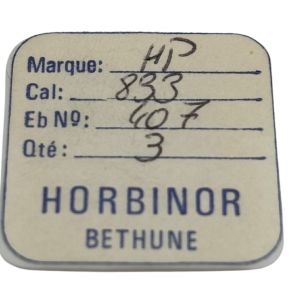 Marque: HP
Cal: 833
Eb Nº: 407
Qté: 3
HORBINOR
BETHUNE